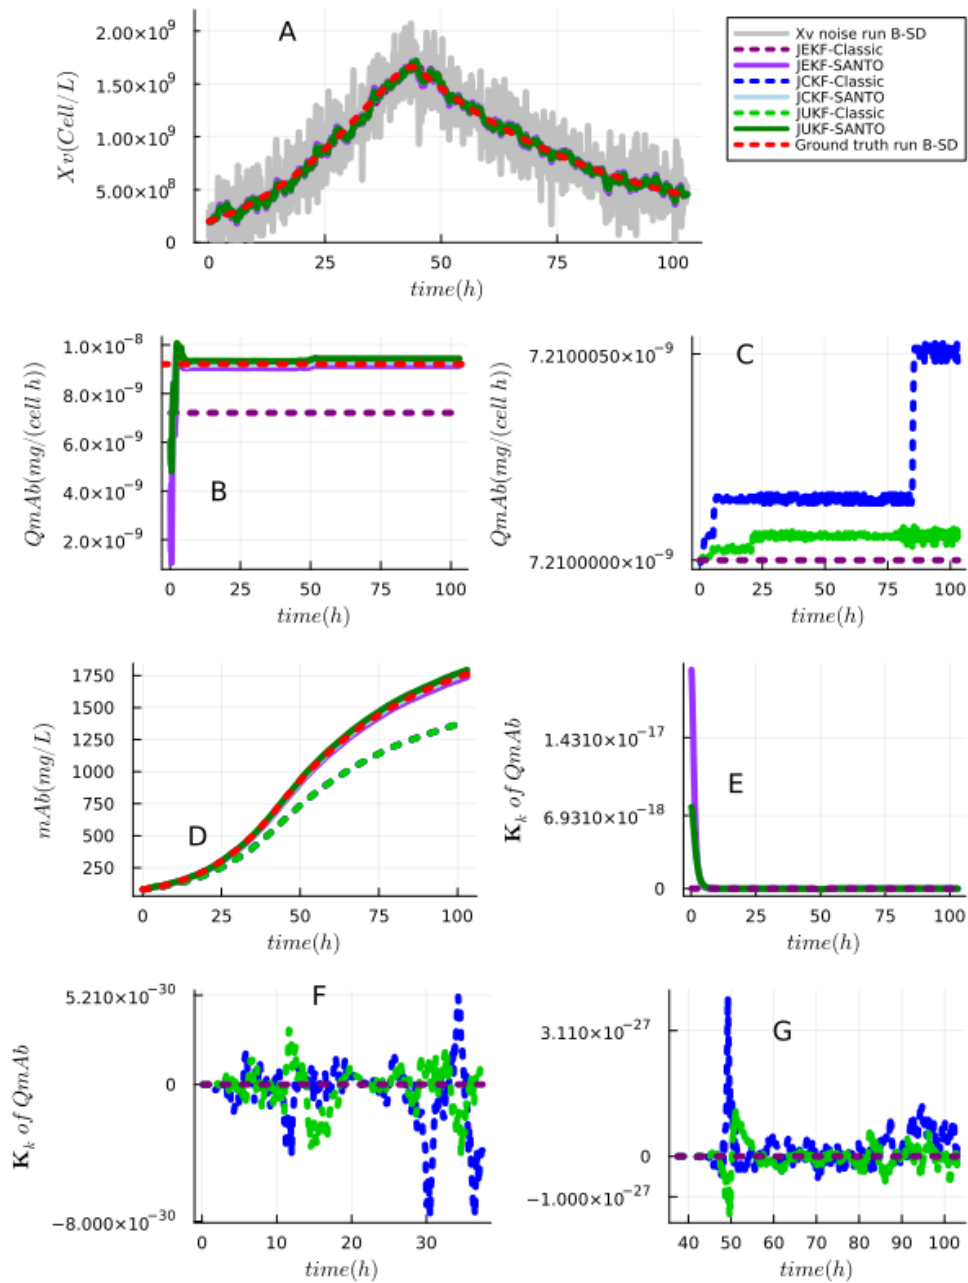 A
2.00×10⁹
1.50×10⁹
1.00×10⁹
5.00×10⁸
0
Xv(Cell/L)
0 25 50 75 100
time(h)
Xv noise run B-SD
JEKF-Classic
JEKF-SANTO
JCKF-Classic
JCKF-SANTO
JUKF-Classic
JUKF-SANTO
Ground truth run B-SD
B
1.0×10⁻⁸
8.0×10⁻⁹
6.0×10⁻⁹
4.0×10⁻⁹
2.0×10⁻⁹
QmAb(mg/(cell h))
0 25 50 75 100
time(h)
C
7.2100050×10⁻⁹
7.2100000×10⁻⁹
QmAb(mg/(cell h))
0 25 50 75 100
time(h)
D
1750
1500
1250
1000
750
500
250
mAb(mg/L)
0 25 50 75 100
time(h)
E
1.4310×10⁻¹⁷
6.9310×10⁻¹⁸
0
Kₖ of QmAb
0 25 50 75 100
time(h)
F
5.210×10⁻³⁰
0
−8.000×10⁻³⁰
Kₖ of QmAb
0 10 20 30
time(h)
G
3.110×10⁻²⁷
0
−1.000×10⁻²⁷
40 50 60 70 80 90 100
time(h)